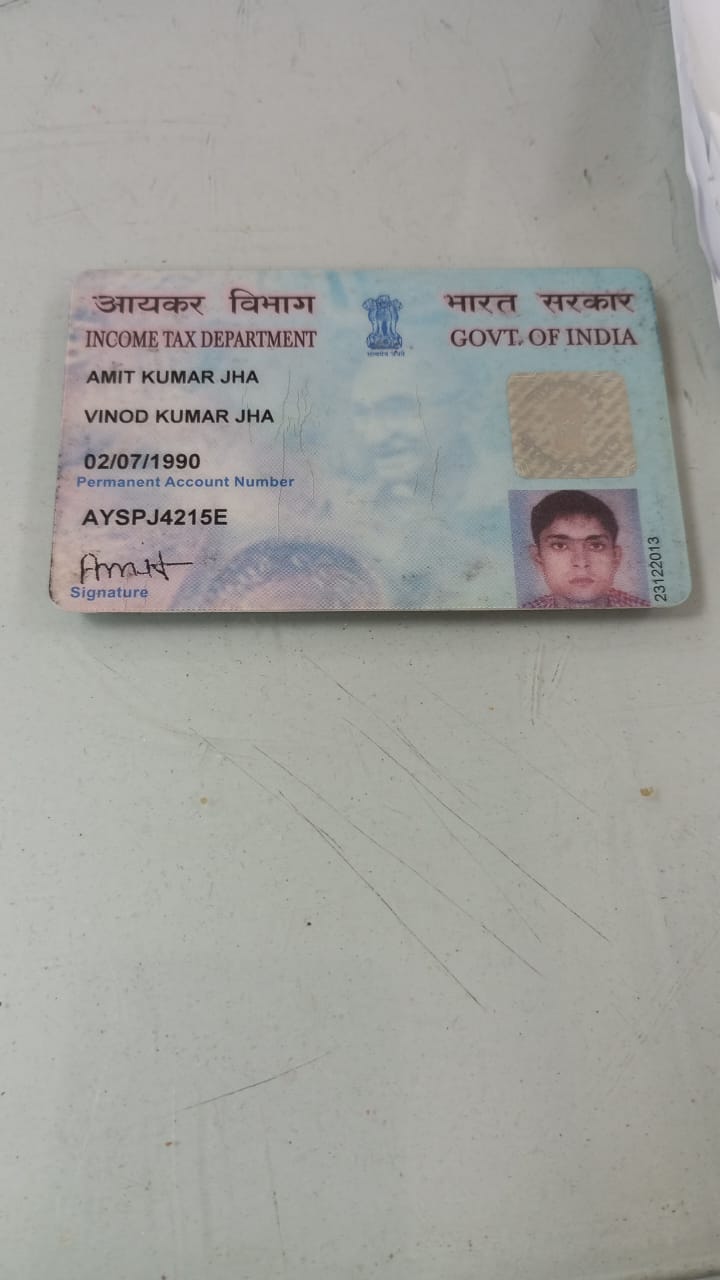 आयकर विभाग
भारत सरकार
INCOME TAX DEPARTMENT
GOVT. OF INDIA
सत्यमेव जयते
AMIT KUMAR JHA
VINOD KUMAR JHA
02/07/1990
Permanent Account Number
AYSPJ4215E
Amit
Signature
23122013